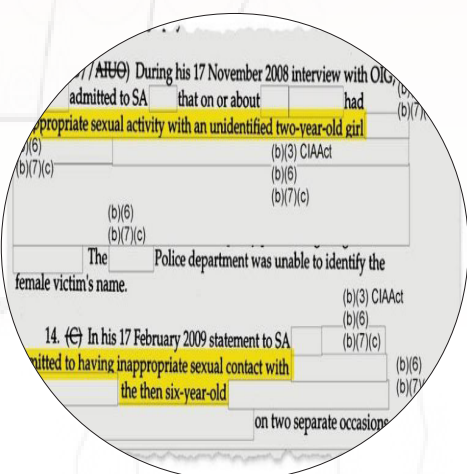 /AIUO) During his 17 November 2008 interview with OIG,
admitted to SA that on or about had
propriate sexual activity with an unidentified two-year-old girl
(b)(7)(c) (b)(3) CIAAct
(b)(6)
(b)(7)(c)
(b)(6)
(b)(7)(c)
The Police department was unable to identify the
female victim's name.
(b)(3) CIAAct
(b)(6)
14. (C) In his 17 February 2009 statement to SA (b)(7)(c)
mitted to having inappropriate sexual contact with (b)(6)
the then six-year-old
on two separate occasions